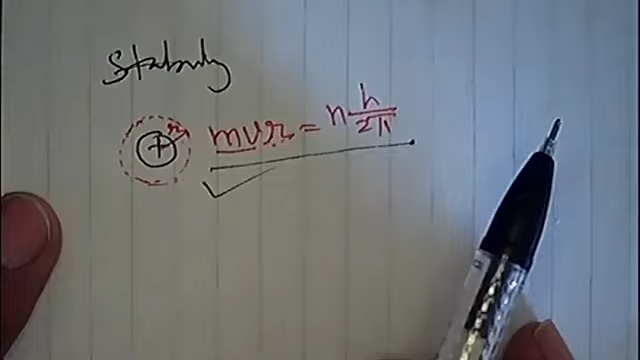 Stability
+ r mvr = n h/2π